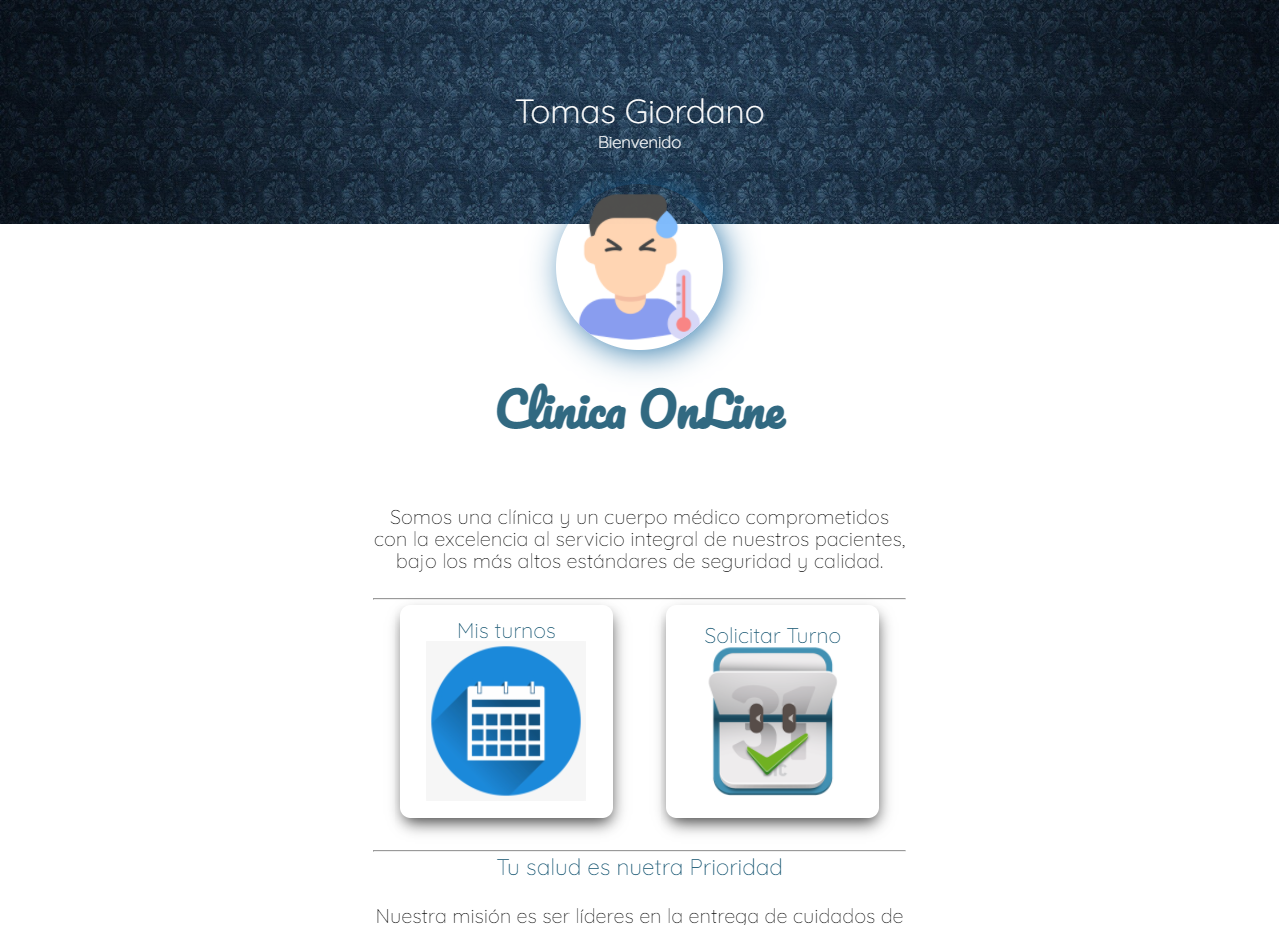 Tomas Giordano
Bienvenido
Clinica OnLine
Somos una clínica y un cuerpo médico comprometidos
con la excelencia al servicio integral de nuestros pacientes,
bajo los más altos estándares de seguridad y calidad.
Mis turnos
Solicitar Turno
31
Tu salud es nuetra Prioridad
Nuestra misión es ser líderes en la entrega de cuidados de